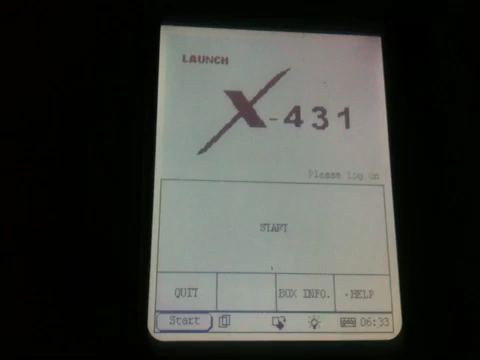 LAUNCH
X-431
Please log on
START
QUIT
BOX INFO.
HELP
Start
06:33